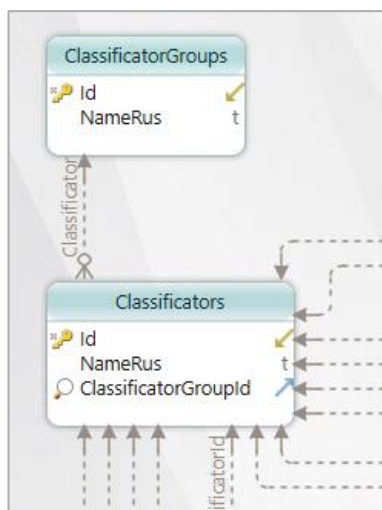 ClassificatorGroups
Id
NameRus t
Classificator
Classificators
Id
NameRus t
ClassificatorGroupId
ificatorId